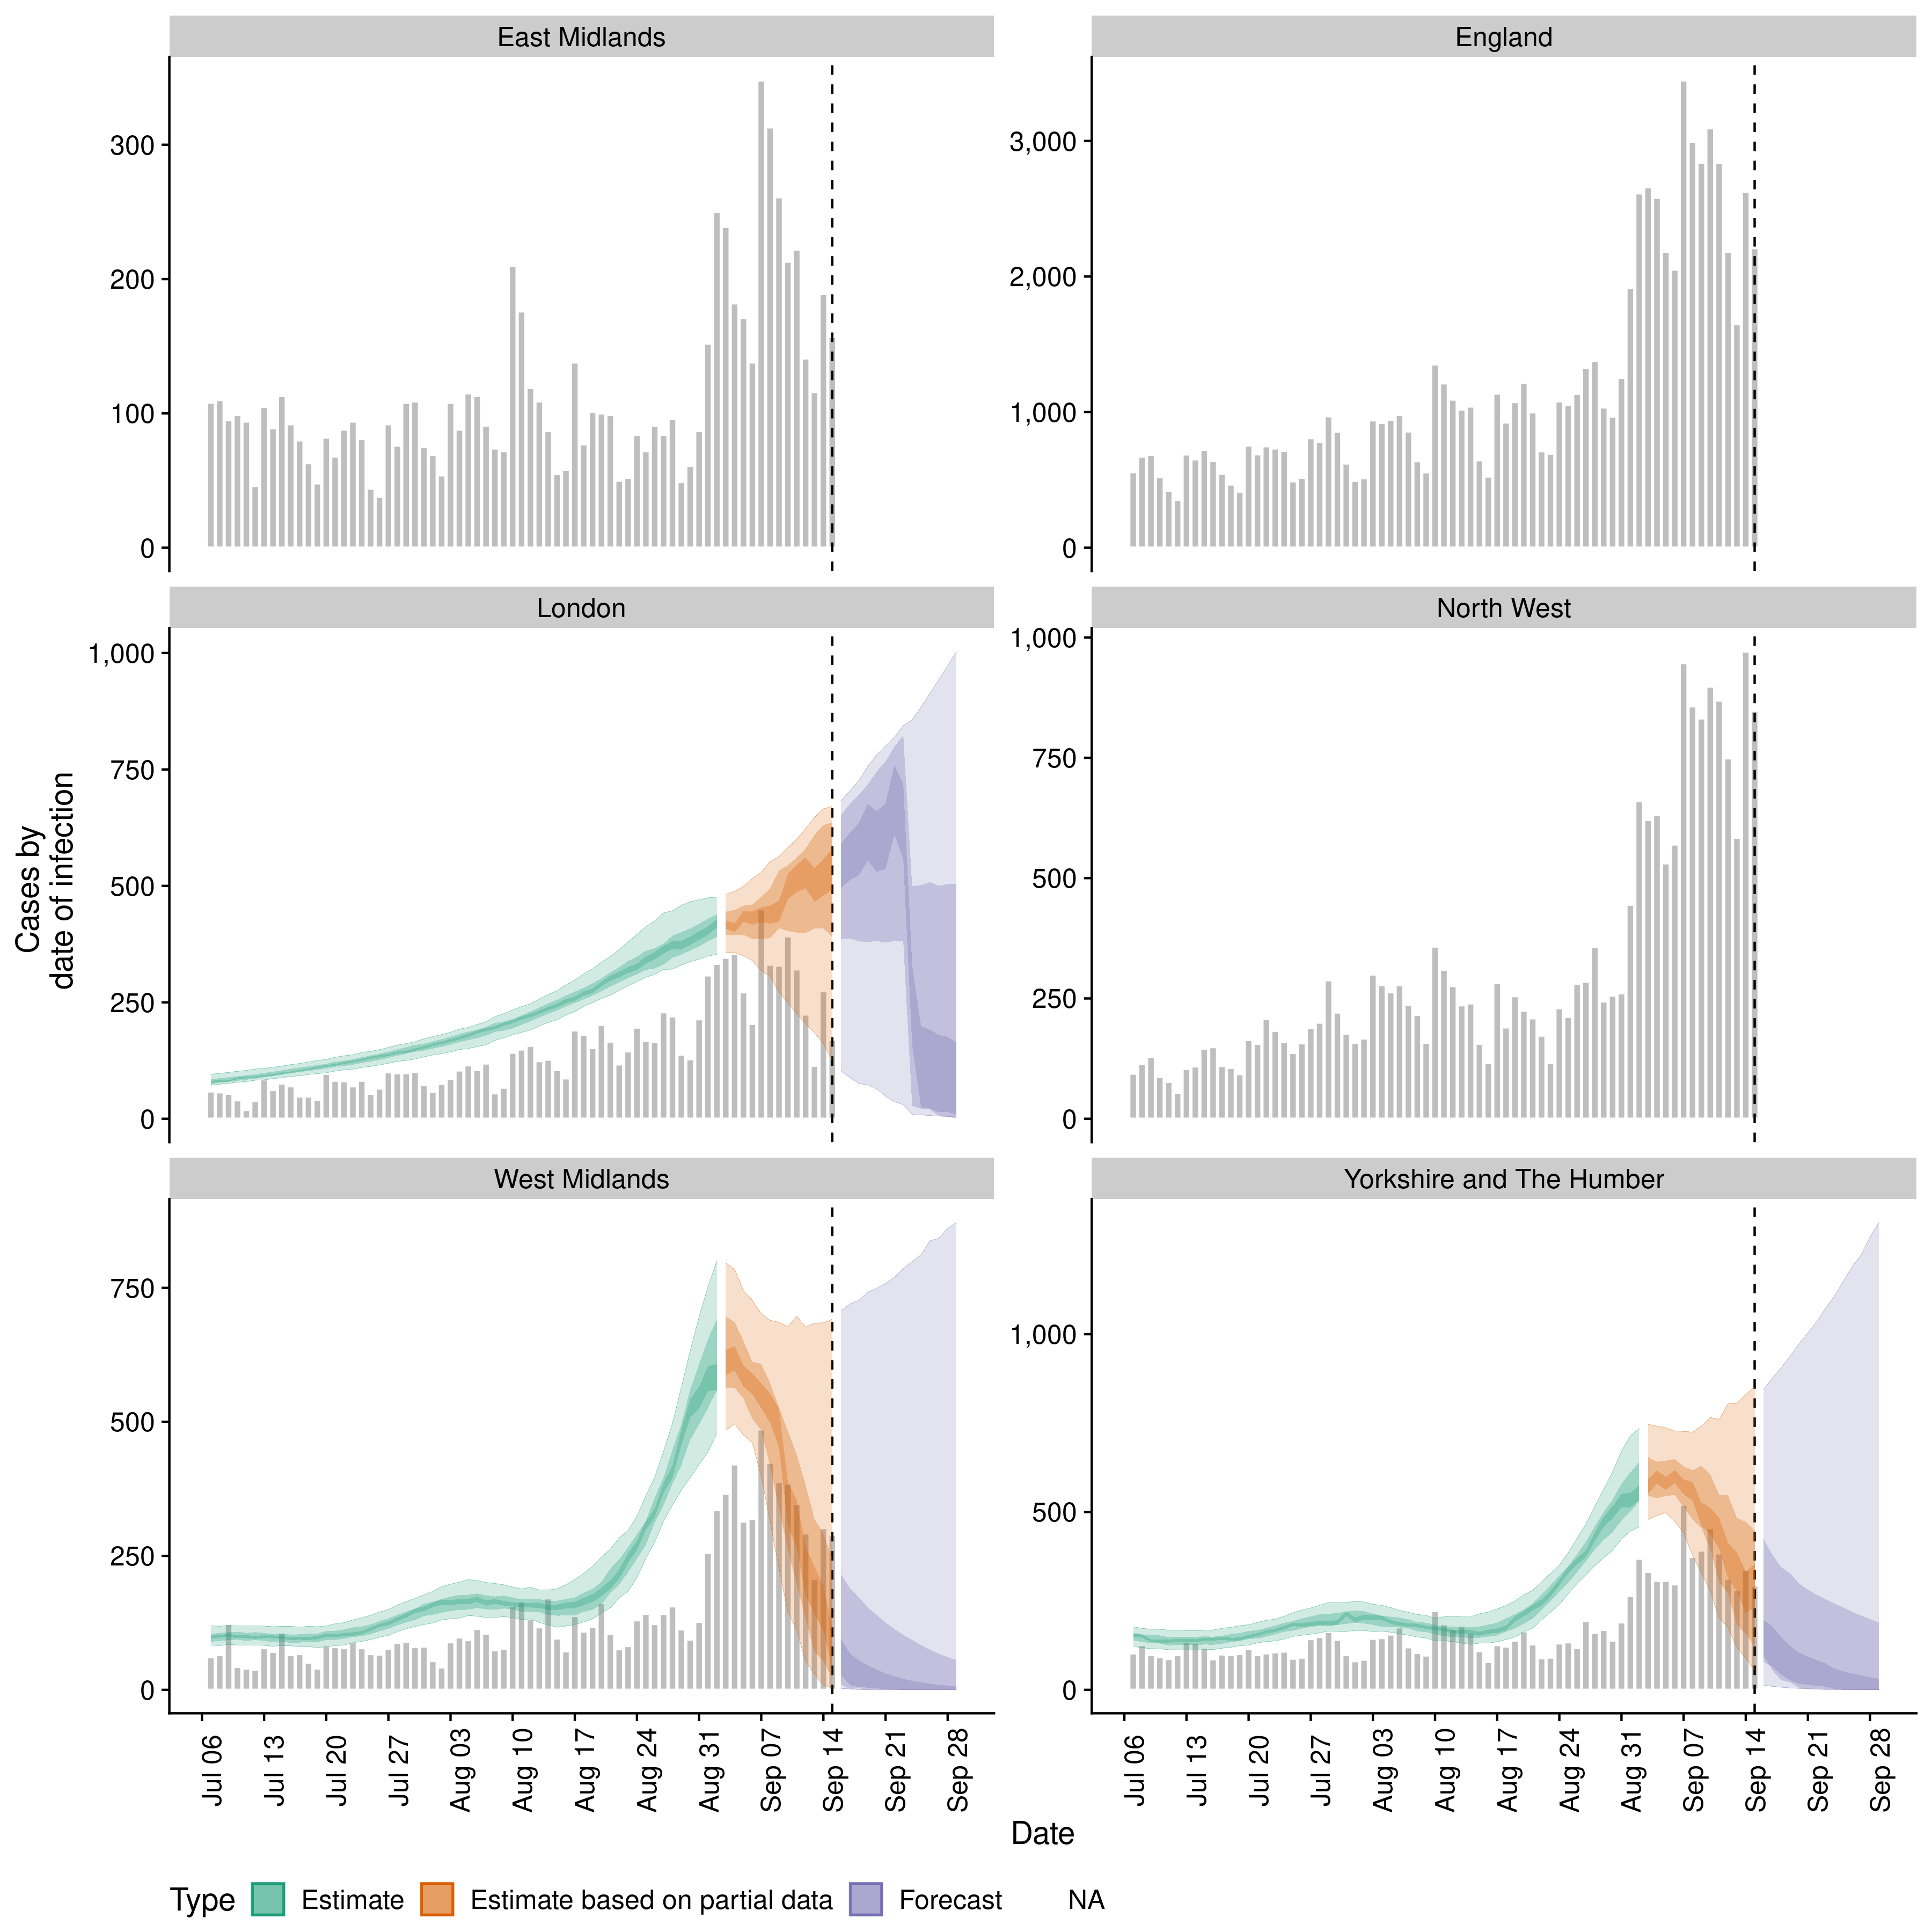 East Midlands
England
300
200
100
0
3,000
2,000
1,000
0
London
North West
1,000
750
500
250
0
1,000
750
500
250
0
Cases by
date of infection
West Midlands
Yorkshire and The Humber
750
500
250
0
1,000
500
0
Jul 06 Jul 13 Jul 20 Jul 27 Aug 03 Aug 10 Aug 17 Aug 24 Aug 31 Sep 07 Sep 14 Sep 21 Sep 28
Jul 06 Jul 13 Jul 20 Jul 27 Aug 03 Aug 10 Aug 17 Aug 24 Aug 31 Sep 07 Sep 14 Sep 21 Sep 28
Date
Type Estimate Estimate based on partial data Forecast NA